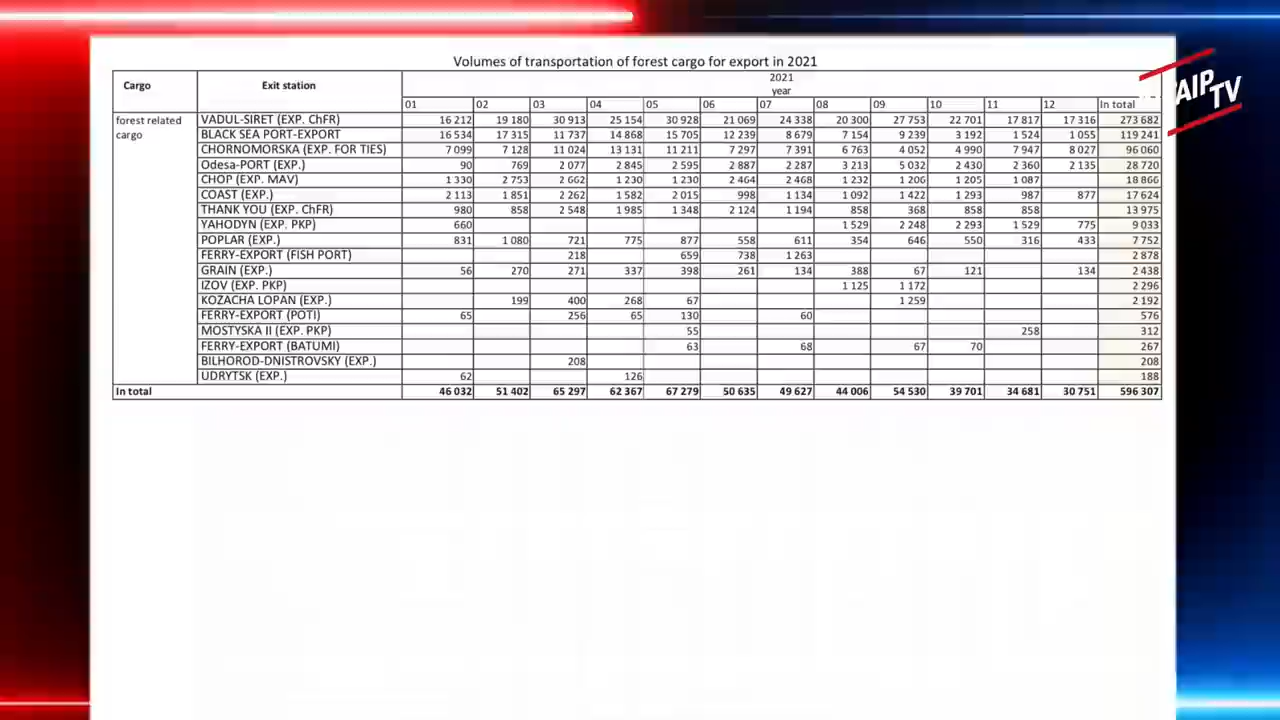 Volumes of transportation of forest cargo for export in 2021
Cargo Exit station 2021
year
01 02 03 04 05 06 07 08 09 10 11 12 In total
forest related cargo VADUL-SIRET (EXP. ChFR) 16 212 19 180 30 913 25 154 30 928 21 069 24 338 20 300 27 753 22 701 17 817 17 316 273 682
BLACK SEA PORT-EXPORT 16 534 17 315 11 737 14 868 15 705 12 239 8 679 7 154 9 239 3 192 1 524 1 055 119 241
CHORNOMORSKA (EXP. FOR TIES) 7 099 7 128 11 024 13 131 11 211 7 297 7 391 6 763 4 052 4 990 7 947 8 027 96 060
Odesa-PORT (EXP.) 90 769 2 077 2 845 2 595 2 887 2 287 3 213 5 032 2 430 2 360 2 135 28 720
CHOP (EXP. MAV) 1 330 2 753 2 662 1 230 1 230 2 464 2 468 1 232 1 206 1 205 1 087 18 866
COAST (EXP.) 2 113 1 851 2 262 1 582 2 015 998 1 134 1 092 1 422 1 293 987 877 17 624
THANK YOU (EXP. ChFR) 980 858 2 548 1 985 1 348 2 124 1 194 858 368 858 858 13 975
YAHODYN (EXP. PKP) 660 1 529 2 248 2 293 1 529 775 9 033
POPLAR (EXP.) 831 1 080 721 775 877 558 611 354 646 550 316 433 7 752
FERRY-EXPORT (FISH PORT) 218 659 738 1 263 2 878
GRAIN (EXP.) 56 270 271 337 398 261 134 388 67 121 134 2 438
IZOV (EXP. PKP) 1 125 1 172 2 296
KOZACHA LOPAN (EXP.) 199 400 268 67 1 259 2 192
FERRY-EXPORT (POTI) 65 256 65 130 60 576
MOSTYSKA II (EXP. PKP) 55 258 312
FERRY-EXPORT (BATUMI) 63 68 67 70 267
BILHOROD-DNISTROVSKY (EXP.) 208 208
UDRYTSK (EXP.) 62 126 188
In total 46 032 51 402 65 297 62 367 67 279 50 635 49 627 44 006 54 530 39 701 34 681 30 751 596 307
TV